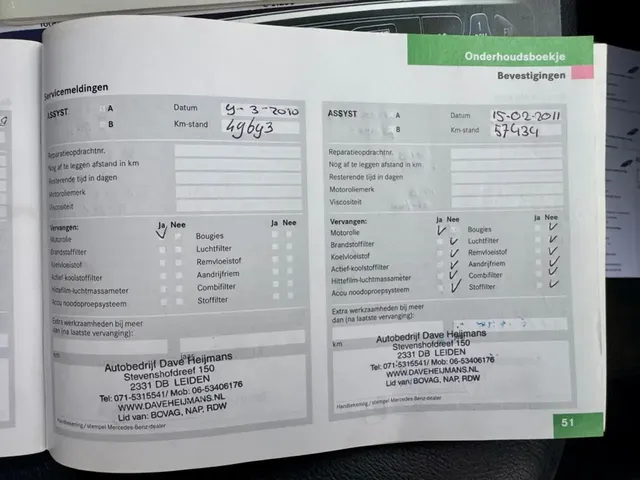 Onderhoudsboekje
Bevestigingen
Servicemeldingen
ASSYST
A
B
Datum 9-3-2010
Km-stand 49693
Reparatieopdrachtnr.
Nog af te leggen afstand in km
Resterende tijd in dagen
Motoroliemerk
Viscositeit
Vervangen:
Ja Nee
Motorolie
Brandstoffilter
Koelvloeistof
Actief koolstoffilter
Hittefilm-luchtmassameter
Accu noodoproepsysteem
Bougies
Luchtfilter
Remvloeistof
Aandrijfriem
Combifilter
Stoffilter
Extra werkzaamheden bij meer
dan (na laatste vervanging):
km
Autobedrijf Dave Heijmans
Stevenshofdreef 150
2331 DB LEIDEN
Tel: 071-5315541/ Mob: 06-53406176
WWW.DAVEHEIJMANS.NL
Lid van: BOVAG, NAP, RDW
Handtekening / stempel Mercedes-Benz-dealer
ASSYST
A
B
Datum 15-02-2011
Km-stand 57434
Reparatieopdrachtnr.
Nog af te leggen afstand in km
Resterende tijd in dagen
Motoroliemerk
Viscositeit
Vervangen:
Ja Nee
Motorolie
Brandstoffilter
Koelvloeistof
Actief-koolstoffilter
Hittefilm-luchtmassameter
Accu noodoproepsysteem
Ja Nee
Bougies
Luchtfilter
Remvloeistof
Aandrijfriem
Combifilter
Stoffilter
Extra werkzaamheden bij meer
dan (na laatste vervanging):
km
Autobedrijf Dave Heijmans
Stevenshofdreef 150
2331 DB LEIDEN
Tel: 071-5315541/ Mob: 06-53406176
WWW.DAVEHEIJMANS.NL
Lid van: BOVAG, NAP, RDW
Handtekening / stempel Mercedes-Benz-dealer
51